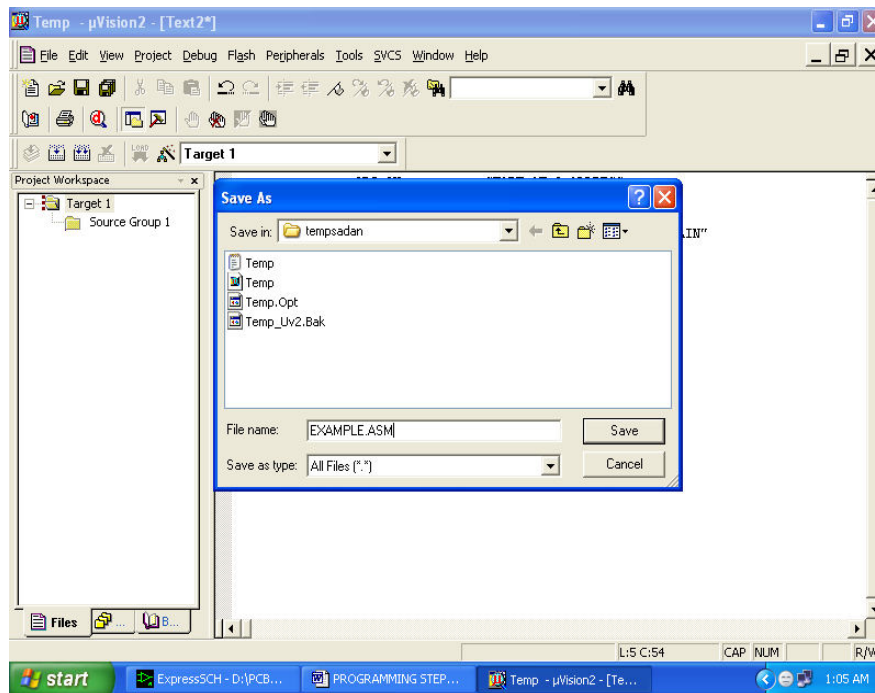 Temp - µVision2 - [Text2*]
File Edit View Project Debug Flash Peripherals Tools SVCS Window Help
LOAD
Target 1
Project Workspace
Target 1
Source Group 1
Save As
Save in: tempsadan
AIN"
Temp
Temp
Temp.Opt
Temp_Uv2.Bak
File name: EXAMPLE.ASM
Save
Save as type: All Files (*.*)
Cancel
Files ... B...
L:5 C:54 CAP NUM R/W
start ExpressSCH - D:\PCB... PROGRAMMING STEP... Temp - µVision2 - [Te... 1:05 AM